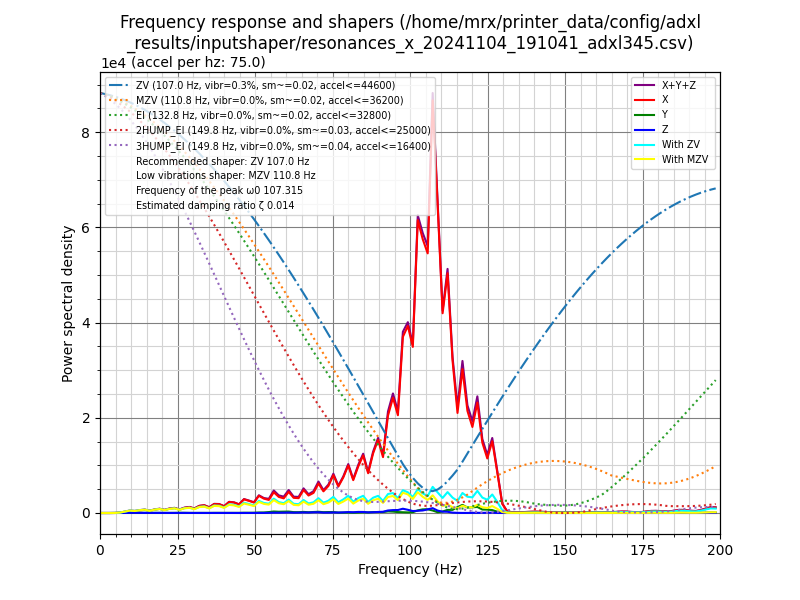 Frequency response and shapers (/home/mrx/printer_data/config/adxl
_results/inputshaper/resonances_x_20241104_191041_adxl345.csv)
1e4 (accel per hz: 75.0)
ZV (107.0 Hz, vibr=0.3%, sm~=0.02, accel<=44600)
MZV (110.8 Hz, vibr=0.0%, sm~=0.02, accel<=36200)
EI (132.8 Hz, vibr=0.0%, sm~=0.02, accel<=32800)
2HUMP_EI (149.8 Hz, vibr=0.0%, sm~=0.03, accel<=25000)
3HUMP_EI (149.8 Hz, vibr=0.0%, sm~=0.04, accel<=16400)
Recommended shaper: ZV 107.0 Hz
Low vibrations shaper: MZV 110.8 Hz
Frequency of the peak ω0 107.315
Estimated damping ratio ζ 0.014
X+Y+Z
X
Y
Z
With ZV
With MZV
Power spectral density
8
6
4
2
0
0 25 50 75 100 125 150 175 200
Frequency (Hz)